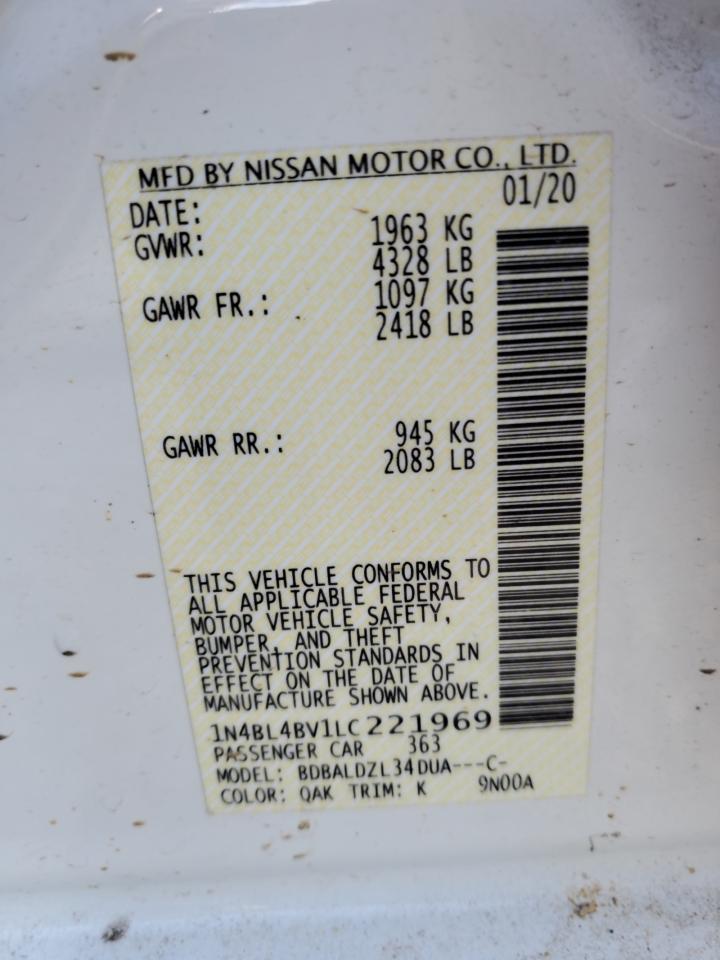 MFD BY NISSAN MOTOR CO., LTD.
DATE: 01/20
GVWR: 1963 KG
4328 LB
GAWR FR.: 1097 KG
2418 LB
GAWR RR.: 945 KG
2083 LB
THIS VEHICLE CONFORMS TO
ALL APPLICABLE FEDERAL
MOTOR VEHICLE SAFETY,
BUMPER, AND THEFT
PREVENTION STANDARDS IN
EFFECT ON THE DATE OF
MANUFACTURE SHOWN ABOVE.
1N4BL4BV1LC221969
PASSENGER CAR 363
MODEL: BDBALDZL34DUA---C-
COLOR: QAK TRIM: K 9N00A